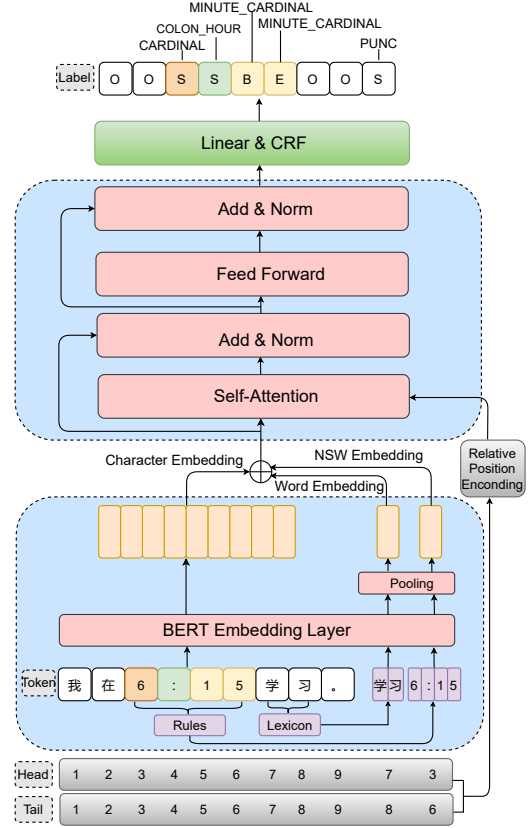 MINUTE_CARDINAL
COLON_HOUR MINUTE_CARDINAL
CARDINAL PUNC
Label O O S S B E O O S
Linear & CRF
Add & Norm
Feed Forward
Add & Norm
Self-Attention
Character Embedding NSW Embedding
Word Embedding
Relative
Position
Enconding
Pooling
BERT Embedding Layer
Token 我 在 6 : 1 5 学 习 。 学习 6 : 1 5
Rules Lexicon
Head 1 2 3 4 5 6 7 8 9 7 3
Tail 1 2 3 4 5 6 7 8 9 8 6